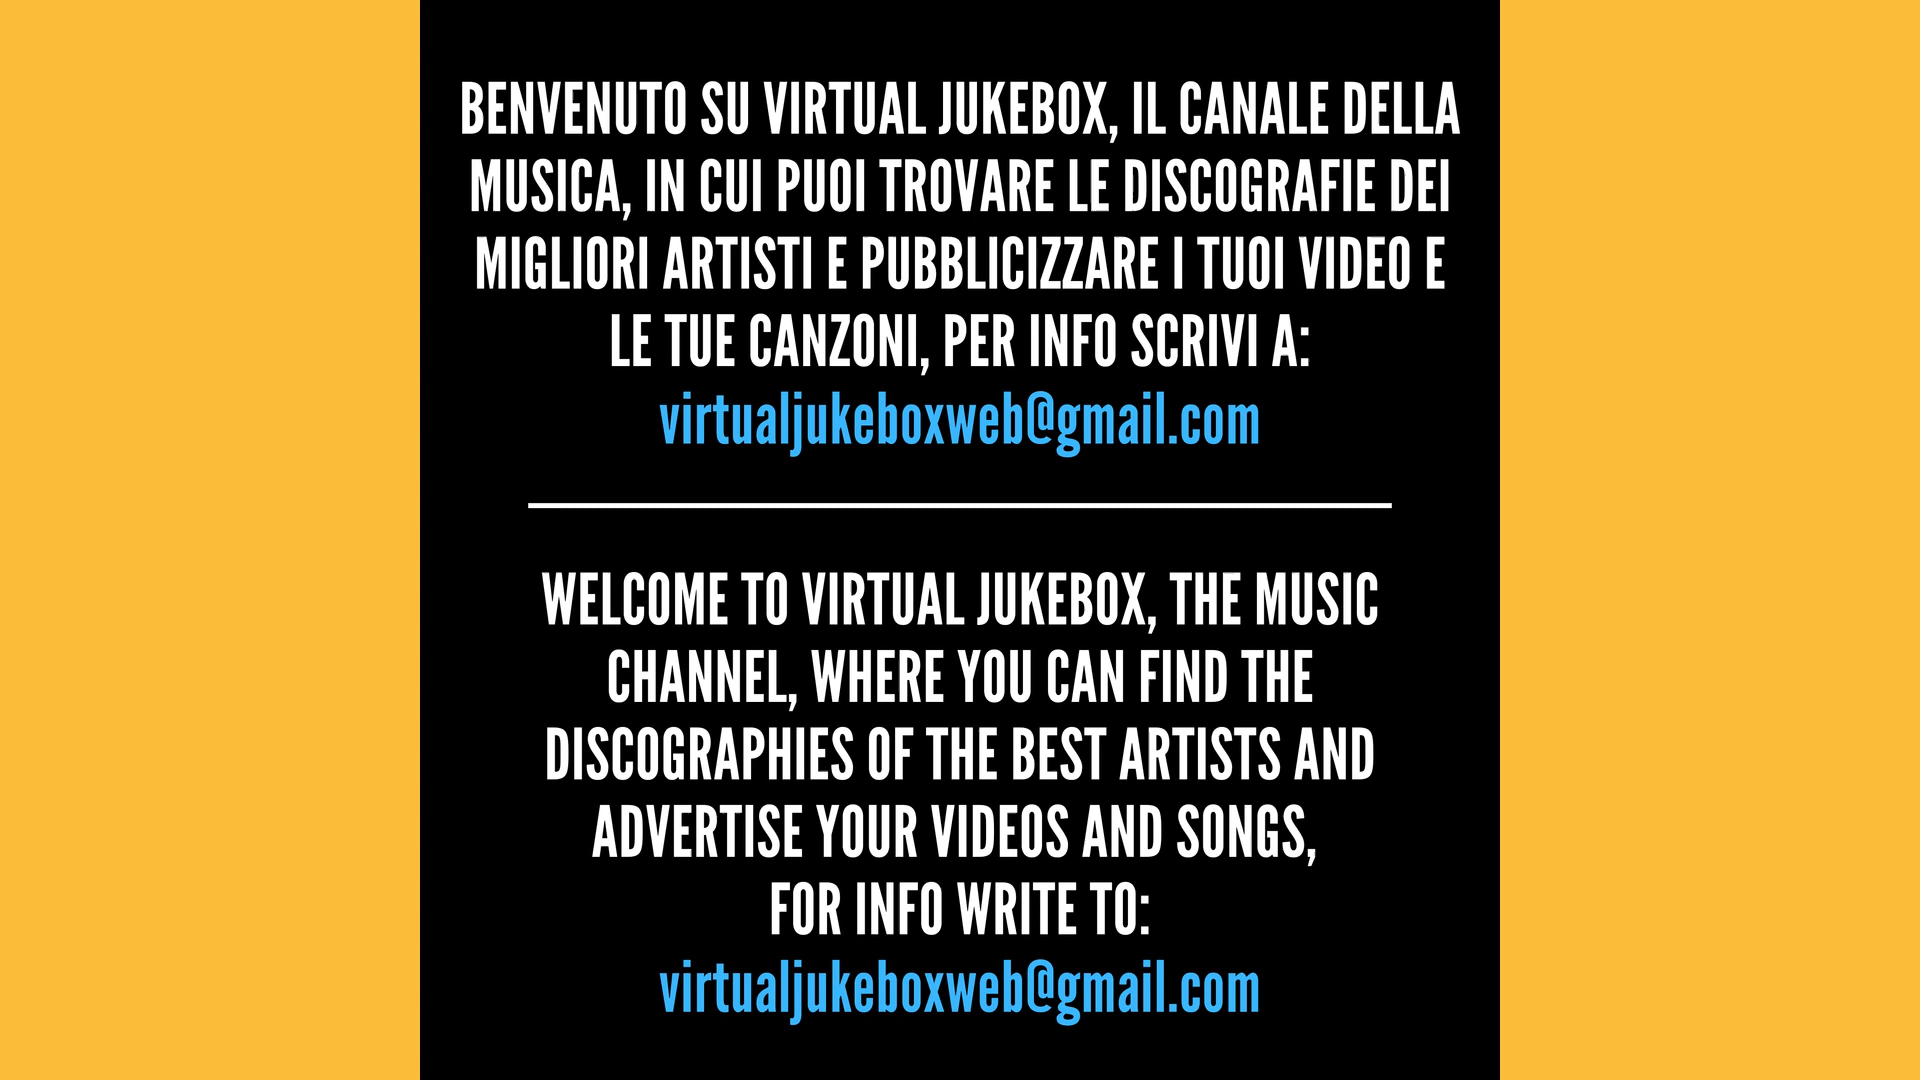 BENVENUTO SU VIRTUAL JUKEBOX, IL CANALE DELLA
MUSICA, IN CUI PUOI TROVARE LE DISCOGRAFIE DEI
MIGLIORI ARTISTI E PUBBLICIZZARE I TUOI VIDEO E
LE TUE CANZONI, PER INFO SCRIVI A:
virtualjukeboxweb@gmail.com
WELCOME TO VIRTUAL JUKEBOX, THE MUSIC
CHANNEL, WHERE YOU CAN FIND THE
DISCOGRAPHIES OF THE BEST ARTISTS AND
ADVERTISE YOUR VIDEOS AND SONGS,
FOR INFO WRITE TO:
virtualjukeboxweb@gmail.com